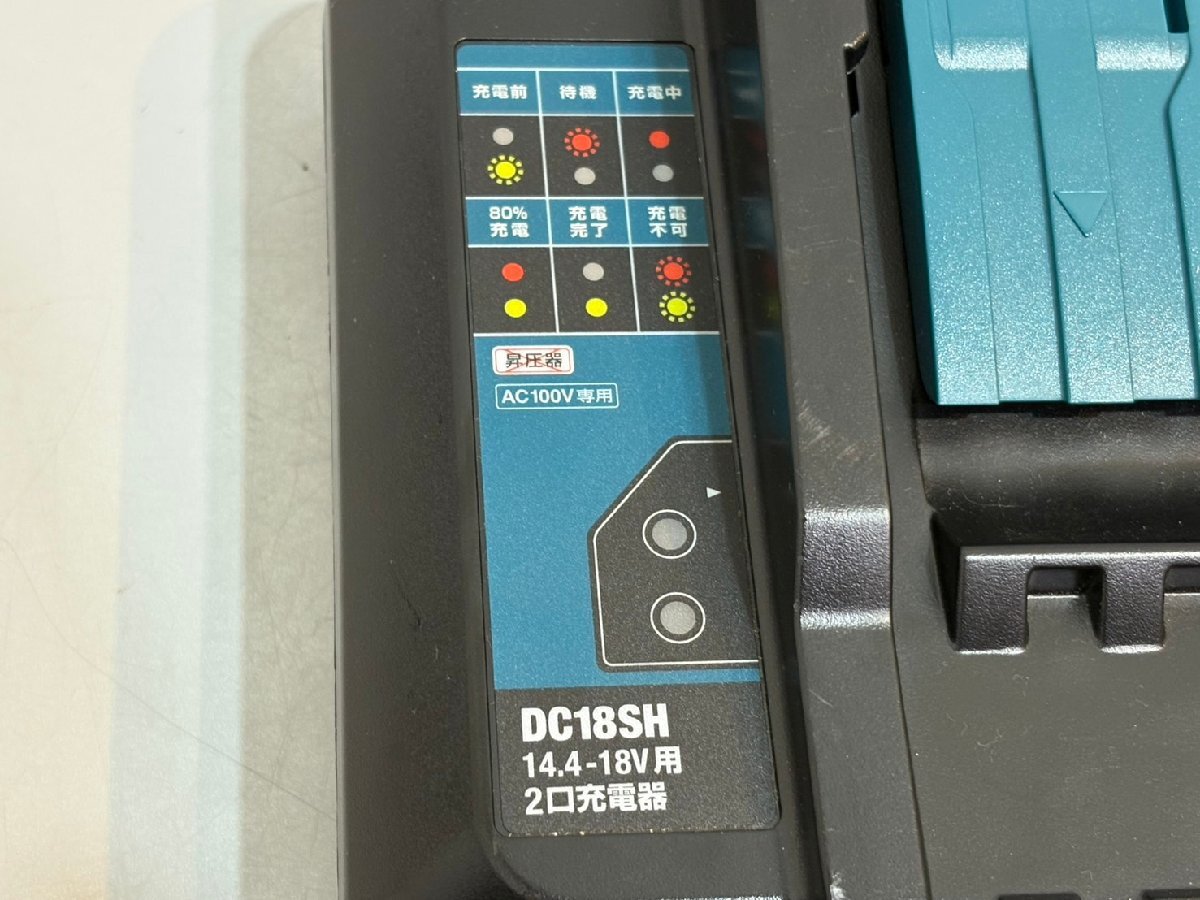 充電前 待機 充電中
80% 充電 充電
充電 完了 不可
昇圧器
AC100V専用
DC18SH
14.4-18V用
2口充電器